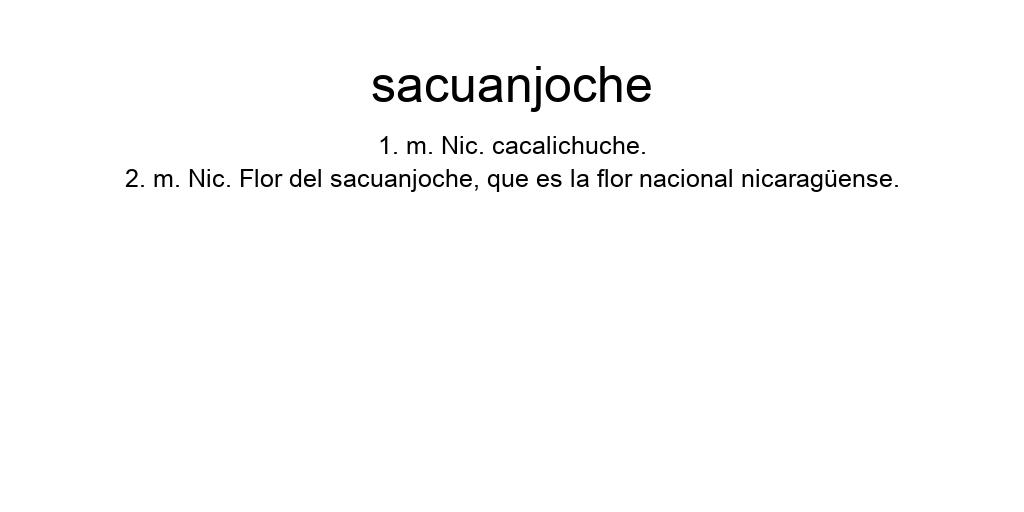 sacuanjoche
1. m. Nic. cacalichuche.
2. m. Nic. Flor del sacuanjoche, que es la flor nacional nicaragüense.